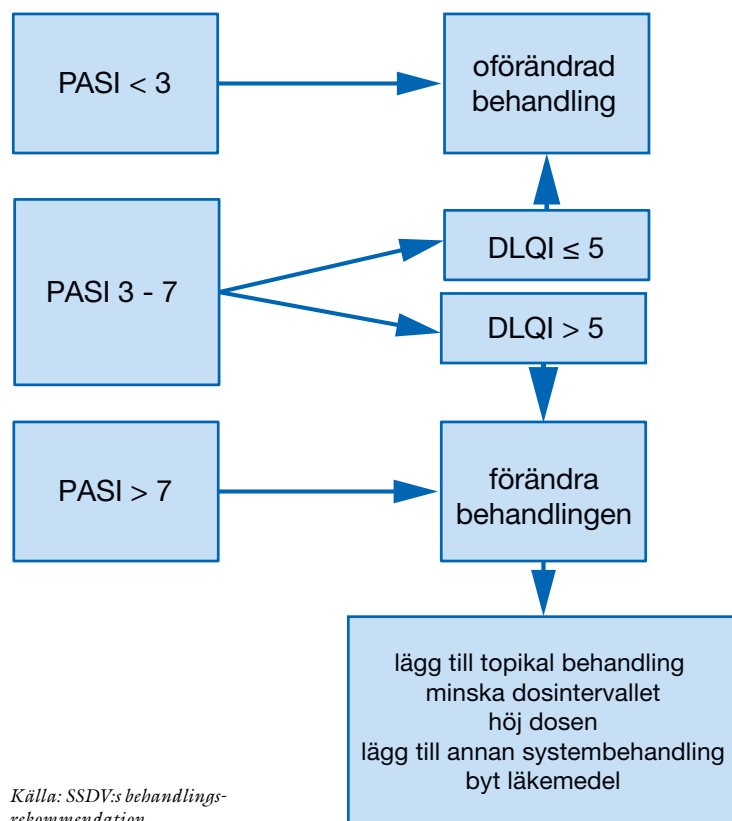 PASI < 3
oförändrad
behandling
PASI 3 - 7
DLQI ≤ 5
DLQI > 5
PASI > 7
förändra
behandlingen
lägg till topikal behandling
minska dosintervallet
höj dosen
lägg till annan systembehandling
byt läkemedel
Källa: SSDV:s behandlings-
rekommendation